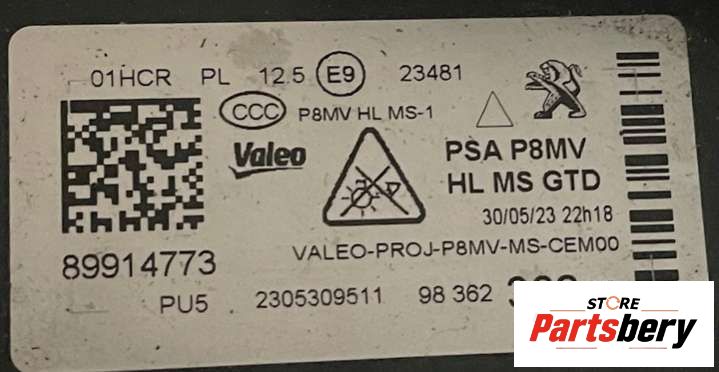 01HCR PL 12.5 E9 23481
CCC P8MV HL MS-1
Valeo PSA P8MV
HL MS GTD
30/05/23 22h18
VALEO-PROJ-P8MV-MS-CEM00
89914773
PU5 2305309511 98 362
STORE
Partsbery